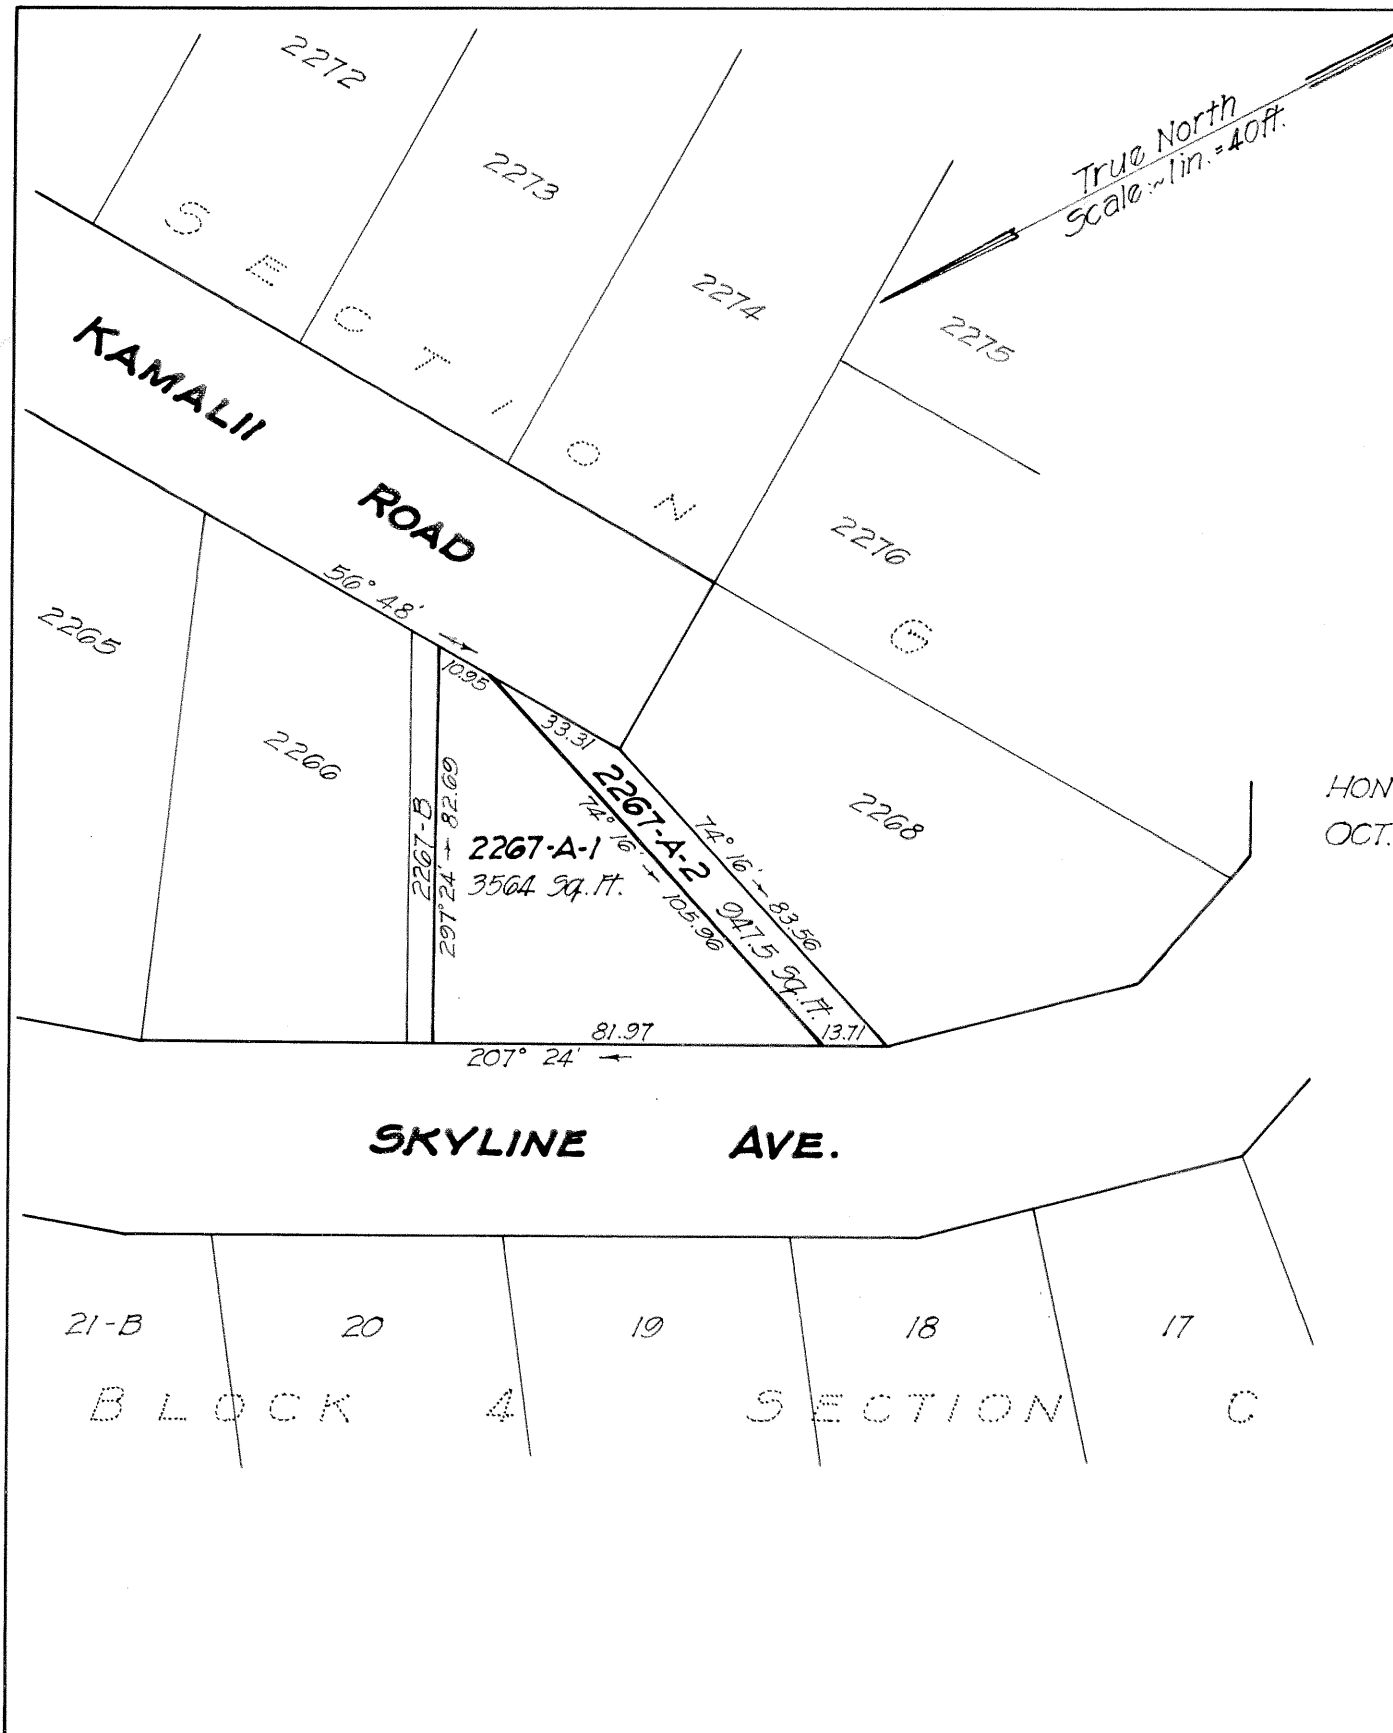 2272
True North
Scale:~1in.=40ft.
2273
2274
2275
SECTION
G
KAMALII ROAD
2276
2265
56° 48'
10.95
33.31
2266
2267-B
297° 24' 82.69
2267-A-1
3564 Sq. Ft.
2267-A-2
947.5 Sq. Ft.
74° 16' 105.96
74° 16' 83.56
2268
HON
OCT.
81.97
13.71
207° 24'
SKYLINE AVE.
21-B
20
19
18
17
BLOCK 4 SECTION C